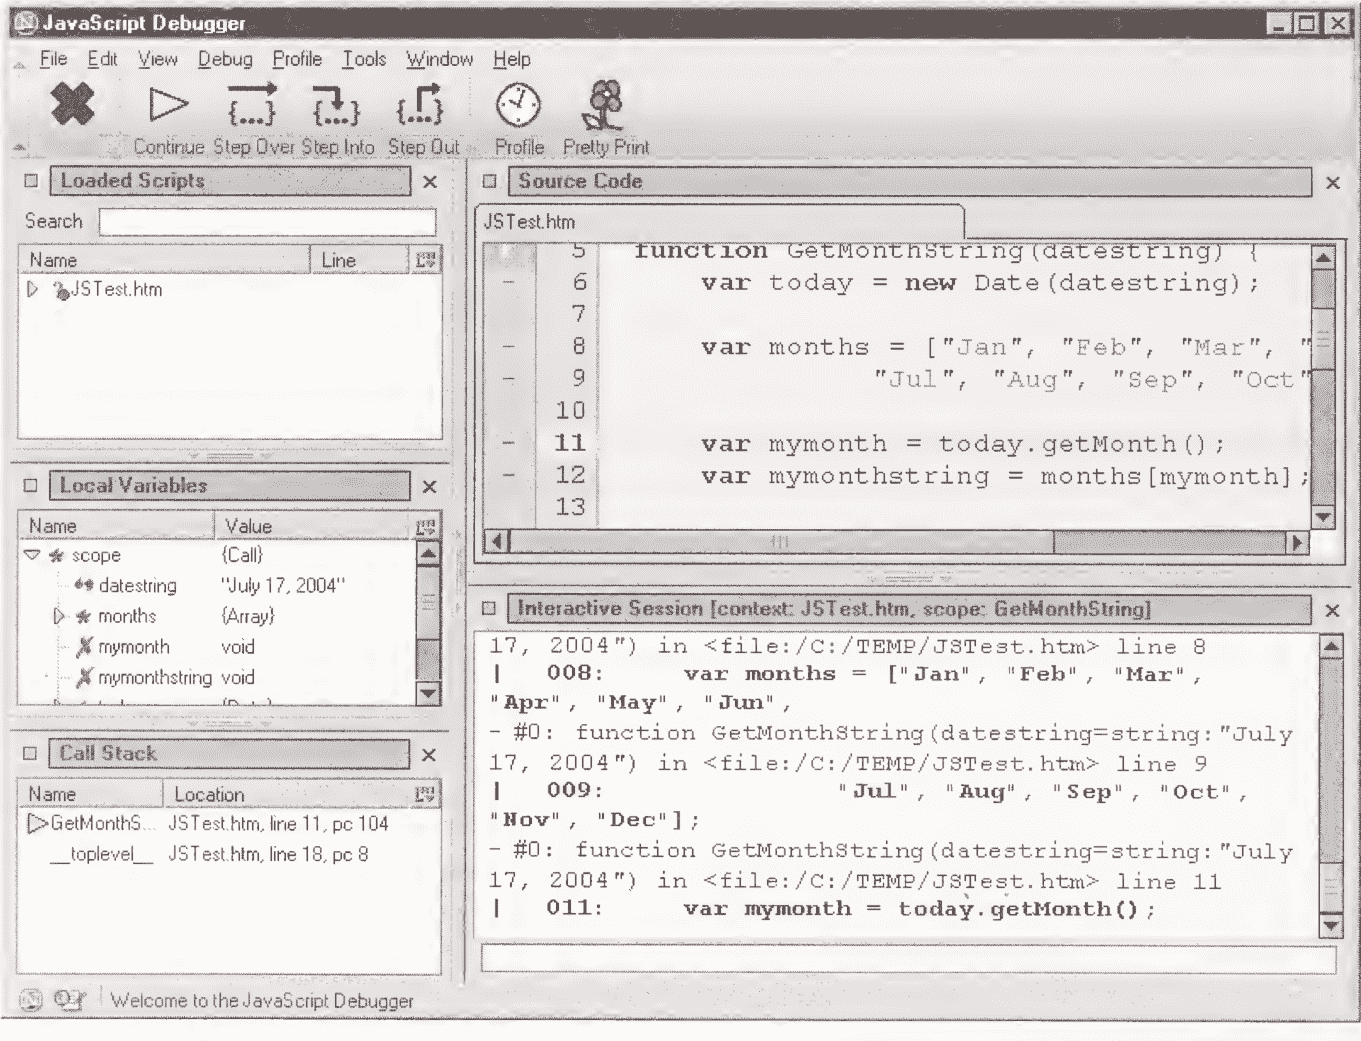 JavaScript Debugger
File Edit View Debug Profile Tools Window Help
{...} {...} {...}
Continue Step Over Step Into Step Out Profile Pretty Print
Loaded Scripts
Search
Name Line
JSTest.htm
Local Variables
Name Value
scope {Call}
datestring "July 17, 2004"
months {Array}
mymonth void
mymonthstring void
Call Stack
Name Location
GetMonthS... JSTest.htm, line 11, pc 104
__toplevel__ JSTest.htm, line 18, pc 8
Source Code
JSTest.htm
5 function GetMonthString(datestring) {
6 var today = new Date(datestring);
7
8 var months = ["Jan", "Feb", "Mar", "
9 "Jul", "Aug", "Sep", "Oct"
10
11 var mymonth = today.getMonth();
12 var mymonthstring = months[mymonth];
13
Interactive Session [context: JSTest.htm, scope: GetMonthString]
17, 2004") in <file:/C:/TEMP/JSTest.htm> line 8
| 008: var months = ["Jan", "Feb", "Mar",
"Apr", "May", "Jun",
- #0: function GetMonthString(datestring=string:"July
17, 2004") in <file:/C:/TEMP/JSTest.htm> line 9
| 009: "Jul", "Aug", "Sep", "Oct",
"Nov", "Dec"];
- #0: function GetMonthString(datestring=string:"July
17, 2004") in <file:/C:/TEMP/JSTest.htm> line 11
| 011: var mymonth = today.getMonth();
Welcome to the JavaScript Debugger